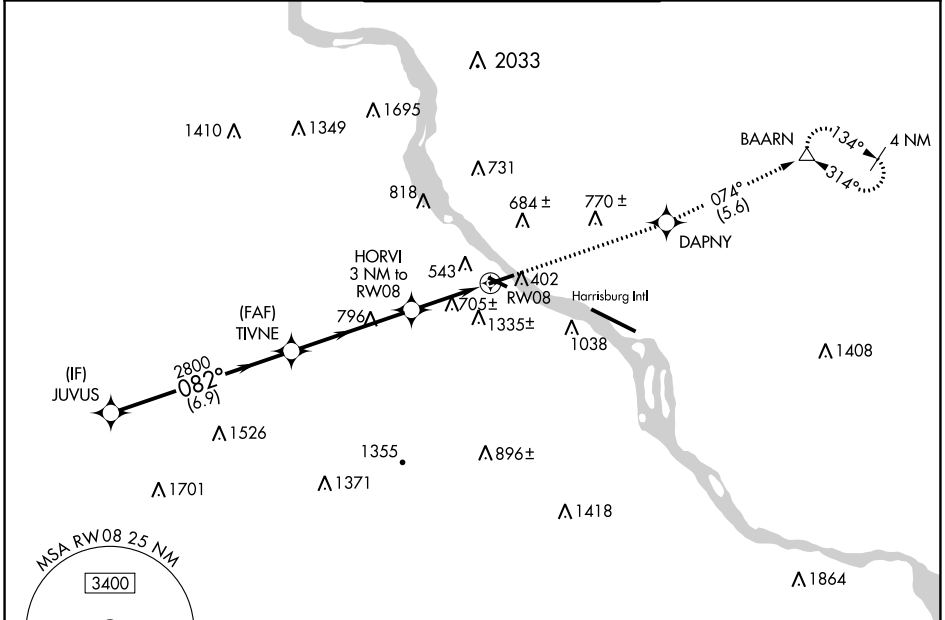 2033
1695
1410
1349
BAARN
134°
4 NM
314°
731
818
684 ±
770 ±
074°
(5.6)
DAPNY
HORVI
3 NM to
RW08
543
402
RW08
Harrisburg Intl
(FAF)
TIVNE
796
705±
1335±
1038
1408
(IF)
JUVUS
2800
082°
(6.9)
1526
1355
896±
1701
1371
1418
MSA RW08 25 NM
3400
1864